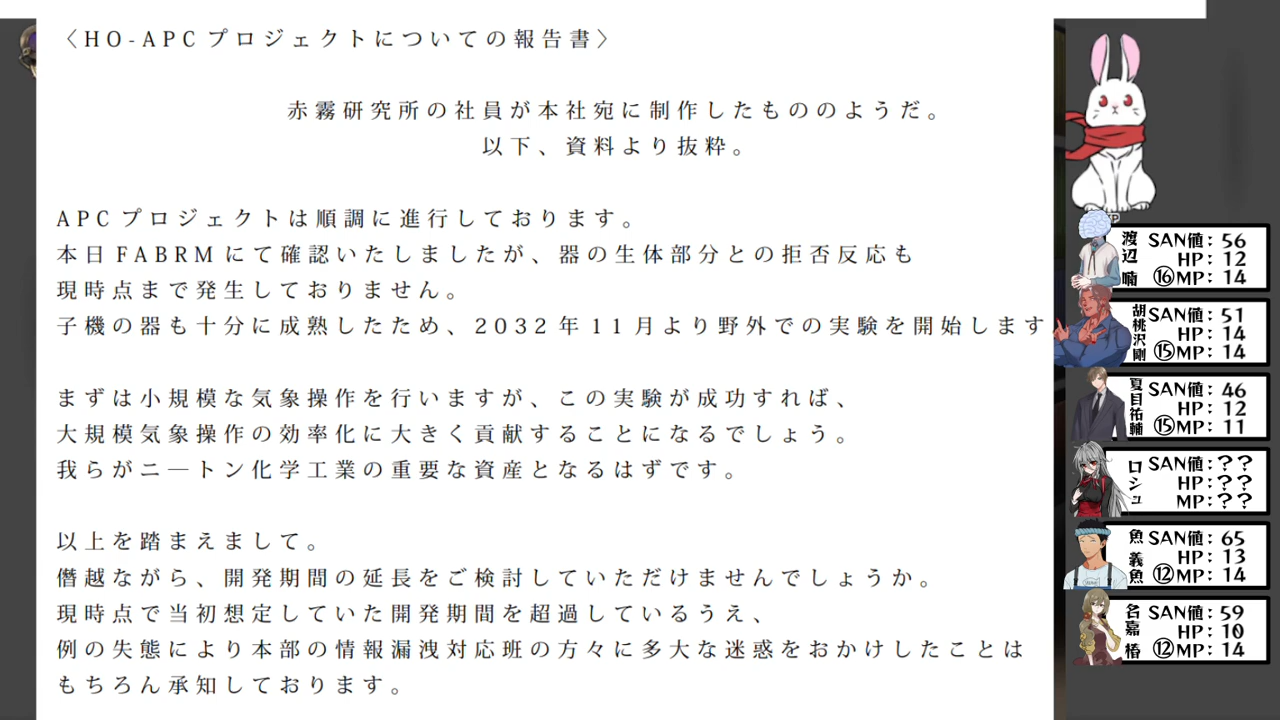 〈HO-APCプロジェクトについての報告書〉
赤霧研究所の社員が本社宛に制作したもののようだ。
以下、資料より抜粋。
APCプロジェクトは順調に進行しております。
本日FABRMにて確認いたしましたが、器の生体部分との拒否反応も
現時点まで発生しておりません。
子機の器も十分に成熟したため、2032年11月より野外での実験を開始します
まずは小規模な気象操作を行いますが、この実験が成功すれば、
大規模気象操作の効率化に大きく貢献することになるでしょう。
我らがニ―トン化学工業の重要な資産となるはずです。
以上を踏まえまして。
僭越ながら、開発期間の延長をご検討していただけませんでしょうか。
現時点で当初想定していた開発期間を超過しているうえ、
例の失態により本部の情報漏洩対応班の方々に多大な迷惑をおかけしたことは
もちろん承知しております。
渡辺 喃
SAN値：56
HP：12
⑯MP：14
胡桃沢剛
SAN値：51
HP：14
⑮MP：14
夏目祐輔
SAN値：46
HP：12
⑮MP：11
ロシュ
SAN値：？？
HP：？？
MP：？？
魚 義魚
SAN値：65
HP：13
⑫MP：14
名嘉 椿
SAN値：59
HP：10
⑫MP：14